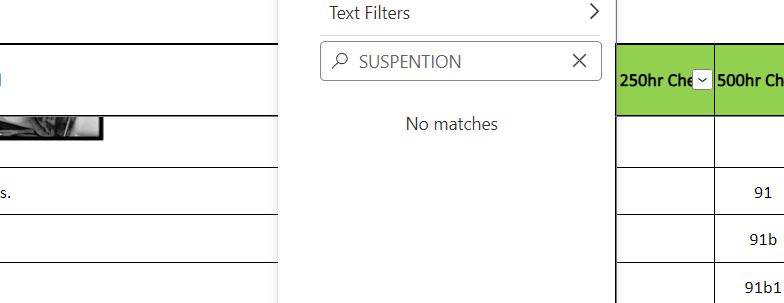 Text Filters
SUSPENTION
250hr Che
500hr Ch
No matches
s.
91
91b
91b1